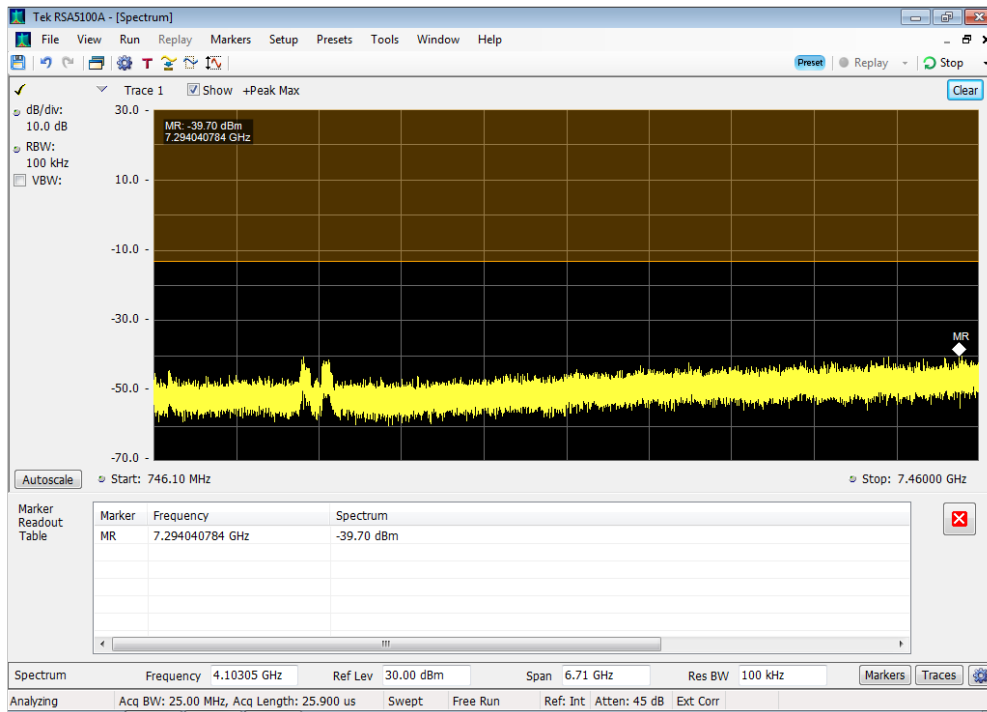 Tek RSA5100A - [Spectrum]
File View Run Replay Markers Setup Presets Tools Window Help
T Preset Replay Stop
Trace 1 Show +Peak Max Clear
dB/div:
10.0 dB
RBW:
100 kHz
VBW:
30.0 -
10.0 -
-10.0 -
-30.0 -
-50.0 -
-70.0 -
MR: -39.70 dBm
7.294040784 GHz
MR
Autoscale Start: 746.10 MHz Stop: 7.46000 GHz
Marker
Readout
Table
Marker Frequency Spectrum
MR 7.294040784 GHz -39.70 dBm
Spectrum Frequency 4.10305 GHz Ref Lev 30.00 dBm Span 6.71 GHz Res BW 100 kHz Markers Traces
Analyzing Acq BW: 25.00 MHz, Acq Length: 25.900 us Swept Free Run Ref: Int Atten: 45 dB Ext Corr